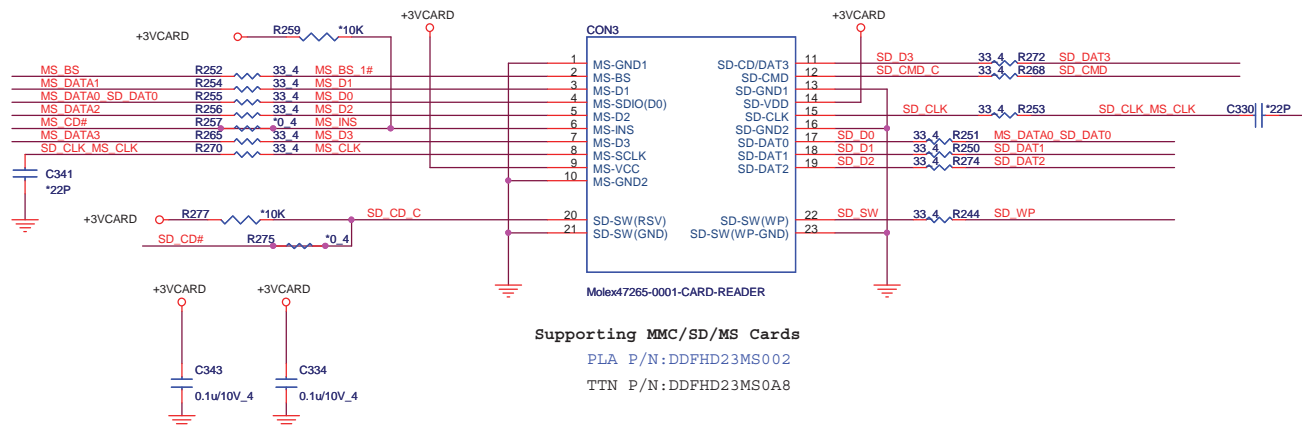 +3VCARD
+3VCARD
+3VCARD R259 *10K
CON3
MS_BS R252 33_4 MS_BS_1# 2 MS-BS
1 MS-GND1
MS_DATA1 R254 33_4 MS_D1 3 MS-D1
MS_DATA0_SD_DAT0 R255 33_4 MS_D0 4 MS-SDIO(D0)
MS_DATA2 R256 33_4 MS_D2 5 MS-D2
MS_CD# R257 *0_4 MS_INS 6 MS-INS
MS_DATA3 R265 33_4 MS_D3 7 MS-D3
SD_CLK_MS_CLK R270 33_4 MS_CLK 8 MS-SCLK
9 MS-VCC
10 MS-GND2
C341
*22P
+3VCARD R277 *10K SD_CD_C 20 SD-SW(RSV)
SD_CD# R275 *0_4 21 SD-SW(GND)
SD-CD/DAT3 11 SD_D3 33_4 R272 SD_DAT3
SD-CMD 12 SD_CMD_C 33_4 R268 SD_CMD
SD-GND1 13
SD-VDD 14
SD-CLK 15 SD_CLK 33_4 R253 SD_CLK_MS_CLK C330 *22P
SD-GND2 16
SD-DAT0 17 SD_D0 33_4 R251 MS_DATA0_SD_DAT0
SD-DAT1 18 SD_D1 33_4 R250 SD_DAT1
SD-DAT2 19 SD_D2 33_4 R274 SD_DAT2
SD-SW(WP) 22 SD_SW 33_4 R244 SD_WP
SD-SW(WP-GND) 23
Molex47265-0001-CARD-READER
+3VCARD
+3VCARD
C343
0.1u/10V_4
C334
0.1u/10V_4
Supporting MMC/SD/MS Cards
PLA P/N:DDFHD23MS002
TTN P/N:DDFHD23MS0A8